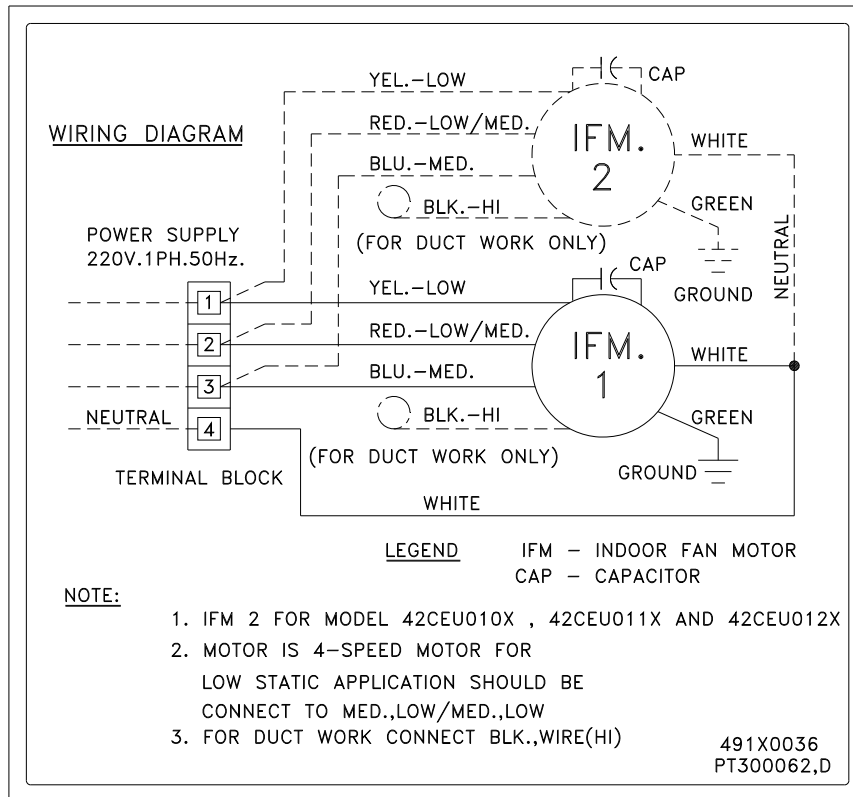 WIRING DIAGRAM
YEL.-LOW
CAP
RED.-LOW/MED.
IFM.
2
WHITE
BLU.-MED.
BLK.-HI
GREEN
(FOR DUCT WORK ONLY)
NEUTRAL
GROUND
POWER SUPPLY
220V.1PH.50Hz.
1
YEL.-LOW
CAP
2
RED.-LOW/MED.
IFM.
1
WHITE
3
BLU.-MED.
NEUTRAL
4
BLK.-HI
GREEN
(FOR DUCT WORK ONLY)
GROUND
TERMINAL BLOCK
WHITE
LEGEND
IFM - INDOOR FAN MOTOR
CAP - CAPACITOR
NOTE:
1. IFM 2 FOR MODEL 42CEU010X , 42CEU011X AND 42CEU012X
2. MOTOR IS 4-SPEED MOTOR FOR
LOW STATIC APPLICATION SHOULD BE
CONNECT TO MED.,LOW/MED.,LOW
3. FOR DUCT WORK CONNECT BLK.,WIRE(HI)
491X0036
PT300062,D